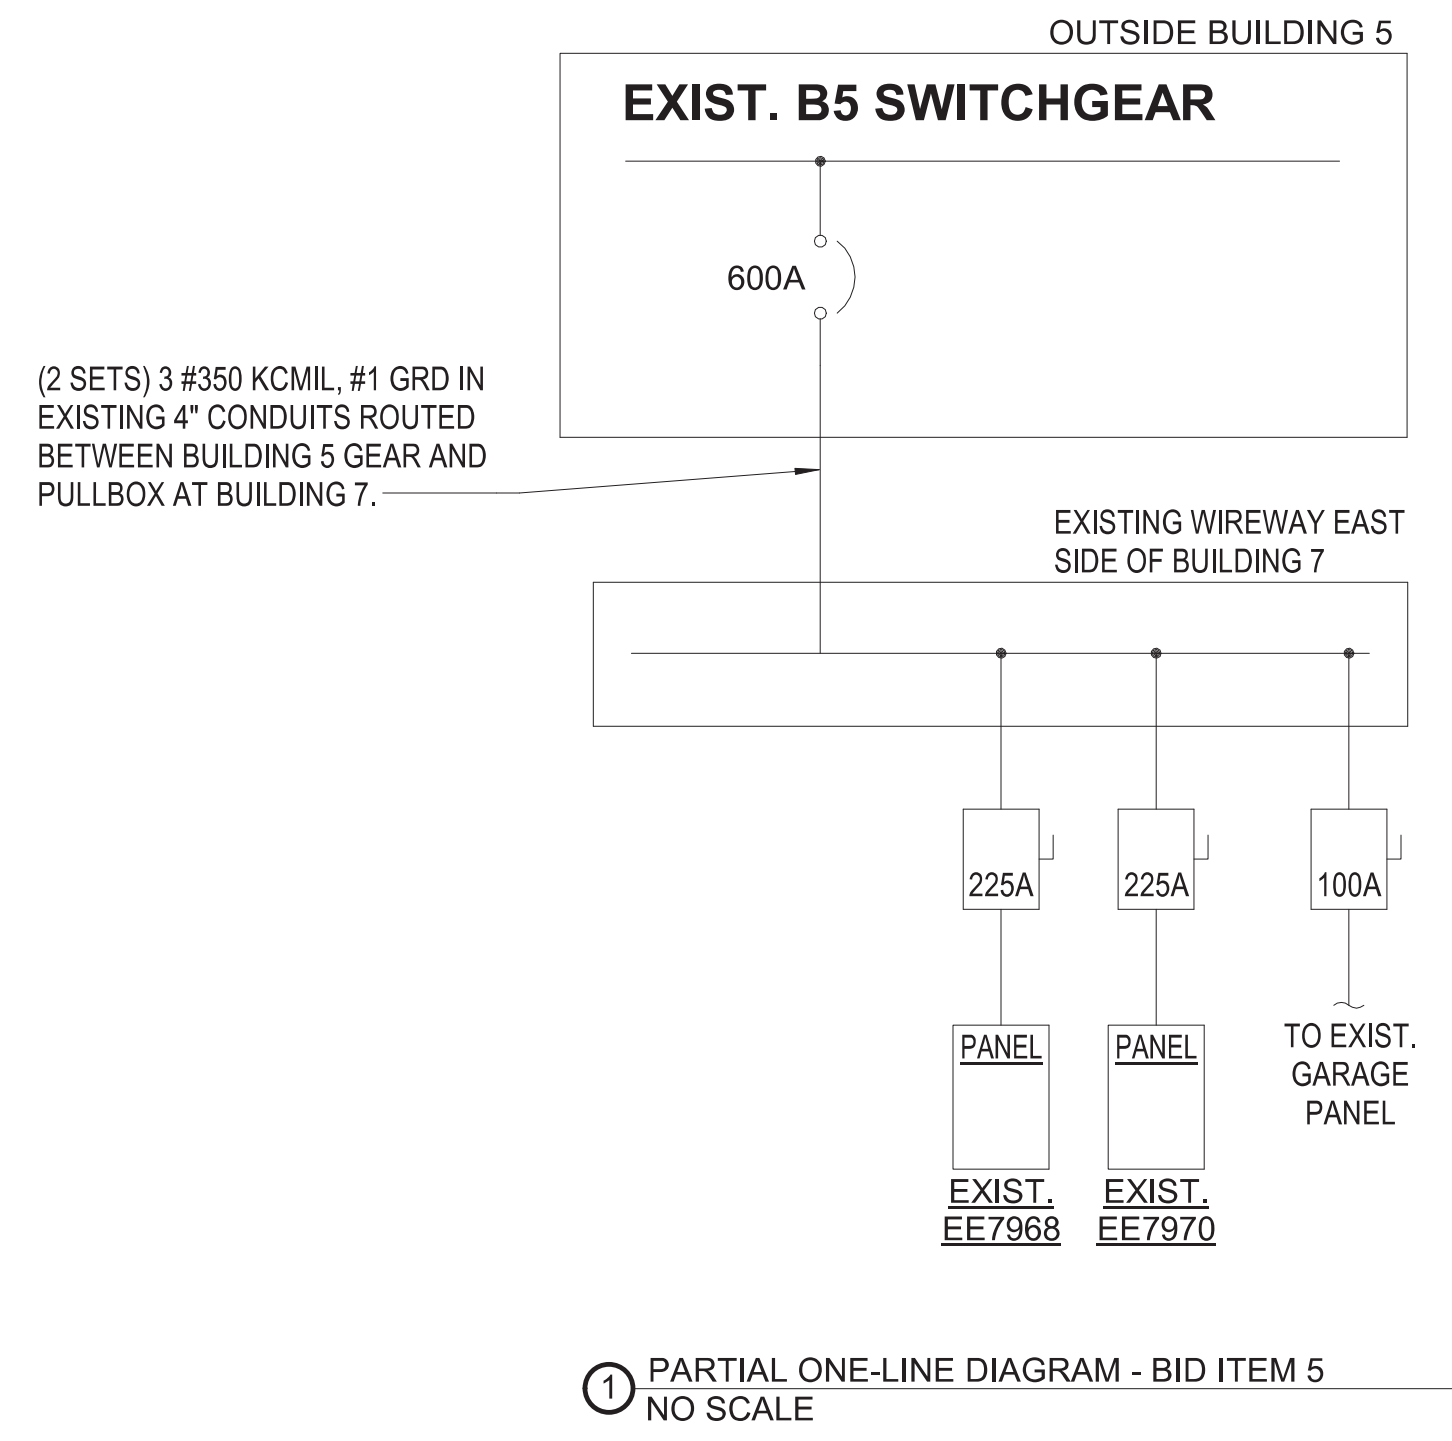 OUTSIDE BUILDING 5
EXIST. B5 SWITCHGEAR
600A
(2 SETS) 3 #350 KCMIL, #1 GRD IN
EXISTING 4" CONDUITS ROUTED
BETWEEN BUILDING 5 GEAR AND
PULLBOX AT BUILDING 7.
EXISTING WIREWAY EAST
SIDE OF BUILDING 7
225A
225A
100A
PANEL
EXIST.
EE7968
PANEL
EXIST.
EE7970
TO EXIST.
GARAGE
PANEL
1
PARTIAL ONE-LINE DIAGRAM - BID ITEM 5
NO SCALE